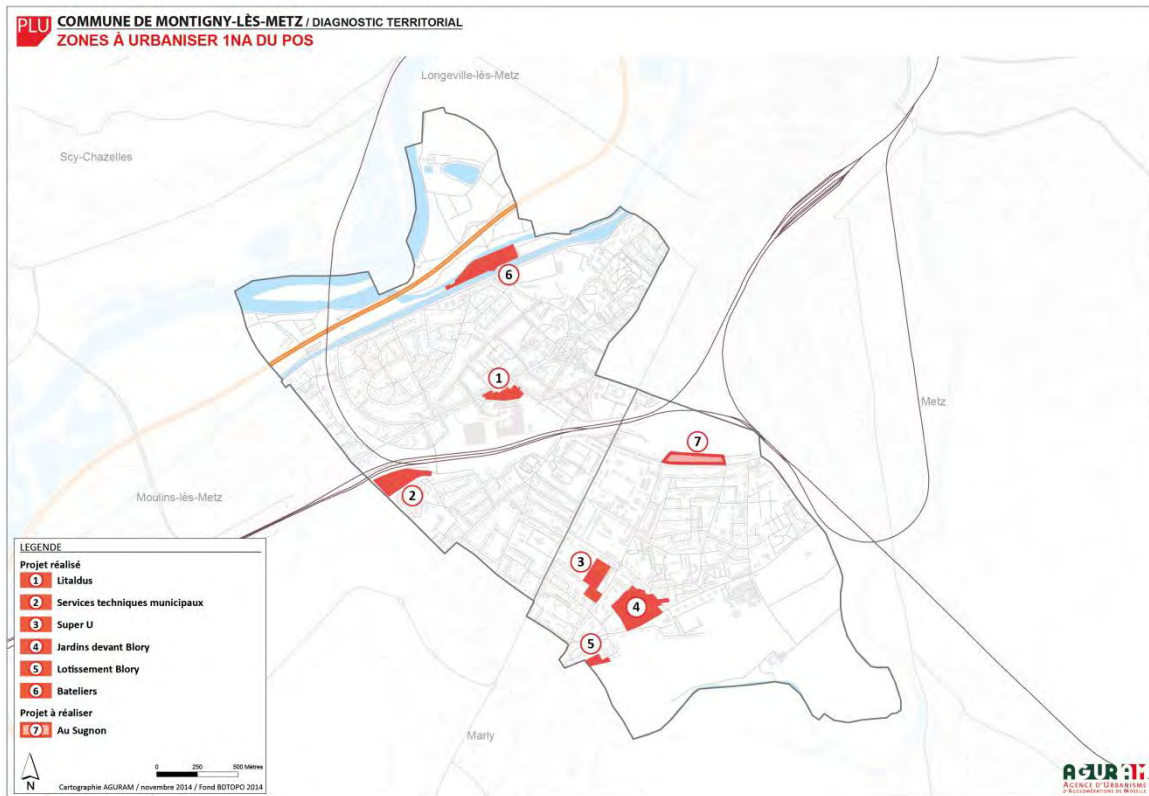 PLU COMMUNE DE MONTIGNY-LÈS-METZ / DIAGNOSTIC TERRITORIAL
ZONES À URBANISER 1NA DU POS
Longeville-lès-Metz
Scy-Chazelles
6
1
Metz
7
Moulins-lès-Metz
2
3
4
5
Marly
LEGENDE
Projet réalisé
1 Litaldus
2 Services techniques municipaux
3 Super U
4 Jardins devant Blory
5 Lotissement Blory
6 Bateliers
Projet à réaliser
7 Au Sugnon
0 250 500 Mètres
N
Cartographie AGURAM / novembre 2014 / Fond BDTOPO 2014
AGURAM
AGENCE D'URBANISME
D'AGGLOMÉRATIONS DE MOSELLE